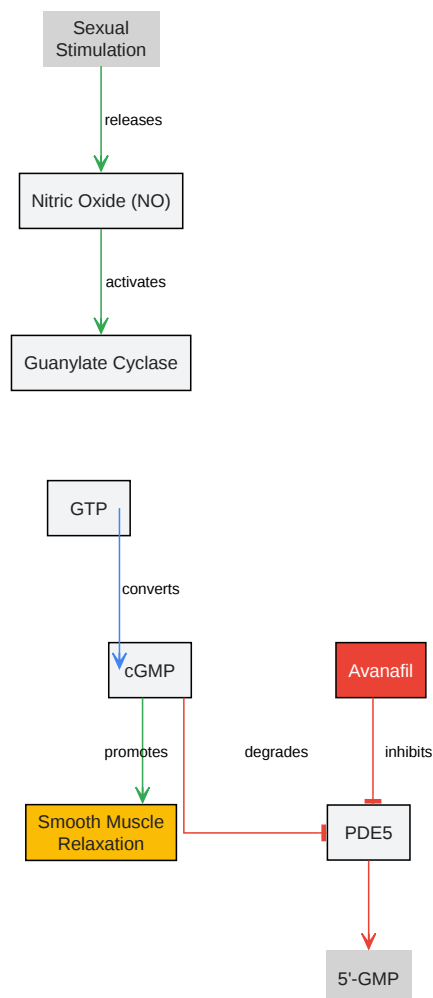 Sexual
Stimulation
releases
Nitric Oxide (NO)
activates
Guanylate Cyclase
GTP
converts
cGMP
Avanafil
promotes
degrades
inhibits
Smooth Muscle
Relaxation
PDE5
5'-GMP